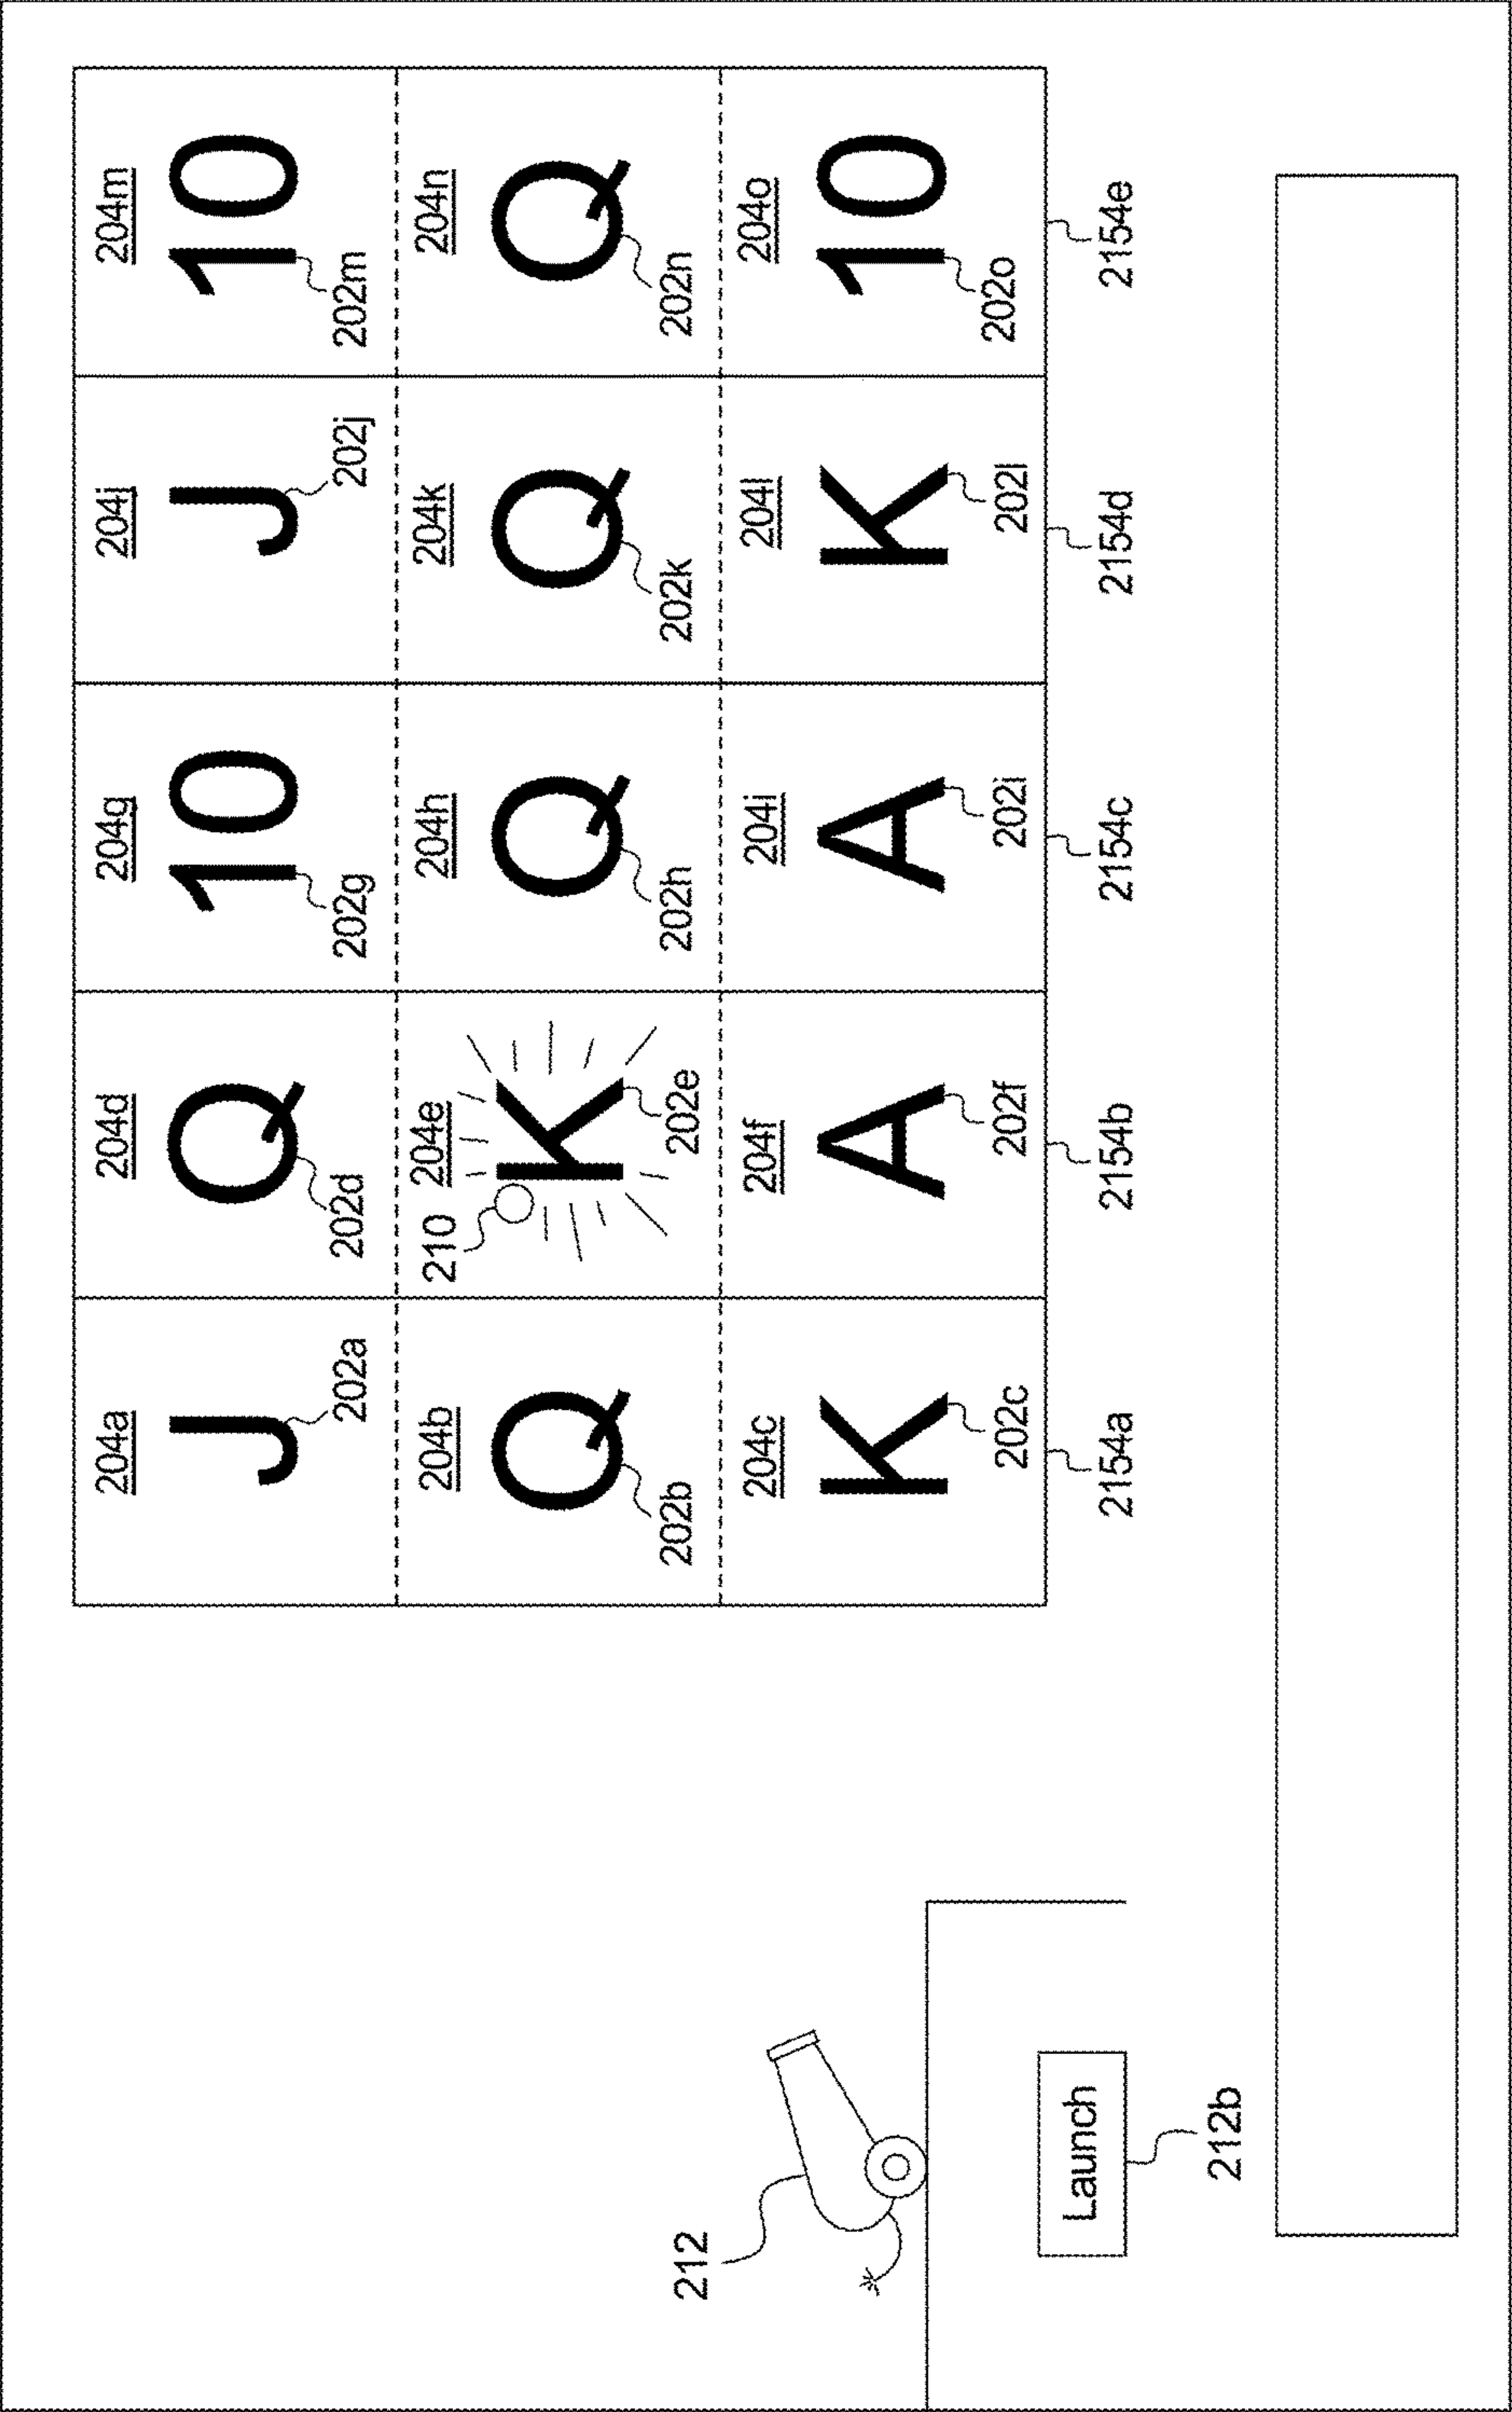 204a
204d
204g
204j
204m
J
Q
10
J
10
202a
202d
202g
202j
202m
204b
204e
204h
204k
204n
210
Q
K
Q
Q
Q
202b
202e
202h
202k
202n
204c
204f
204i
204l
204o
K
A
A
K
10
202c
202f
202i
202l
202o
2154a
2154b
2154c
2154d
2154e
212
Launch
212b